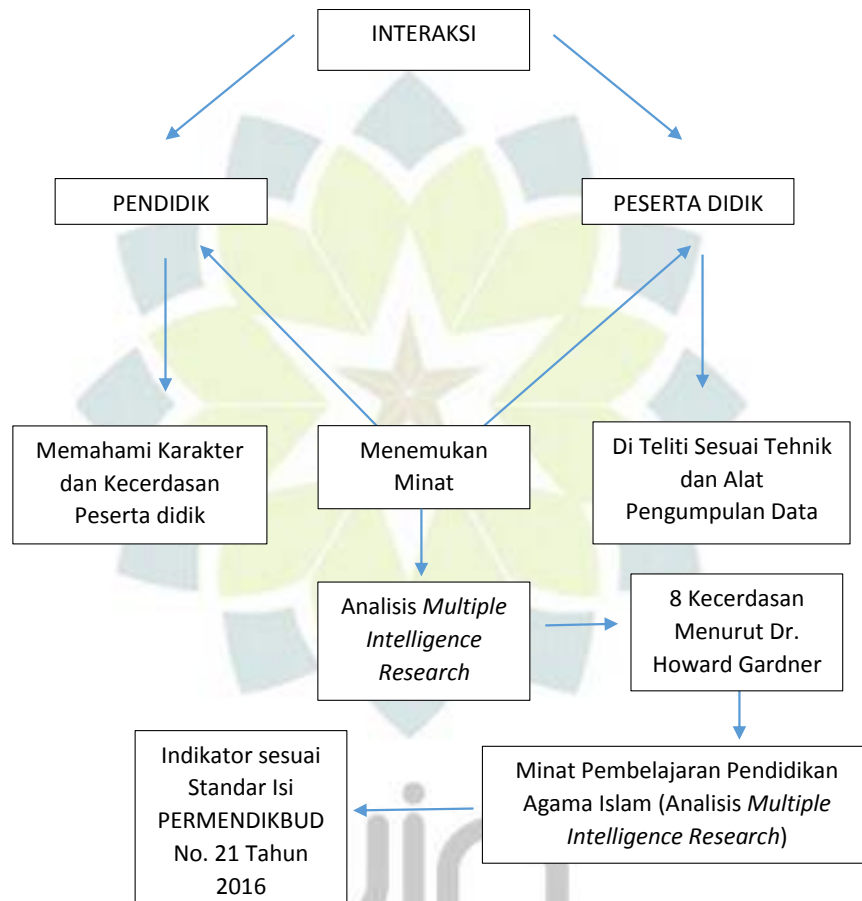 INTERAKSI
PENDIDIK
PESERTA DIDIK
Memahami Karakter
dan Kecerdasan
Peserta didik
Menemukan
Minat
Di Teliti Sesuai Tehnik
dan Alat
Pengumpulan Data
Analisis Multiple
Intelligence
Research
8 Kecerdasan
Menurut Dr.
Howard Gardner
Indikator sesuai
Standar Isi
PERMENDIKBUD
No. 21 Tahun
2016
Minat Pembelajaran Pendidikan
Agama Islam (Analisis Multiple
Intelligence Research)
uin